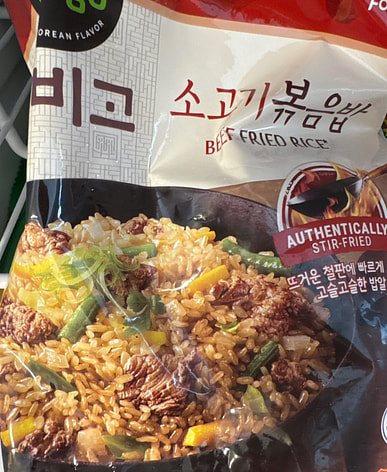 KOREAN FLAVOR
비고
소고기볶음밥
BEEF FRIED RICE
AUTHENTICALLY
STIR-FRIED
뜨거운 철판에 빠르게
고슬고슬한 밥알